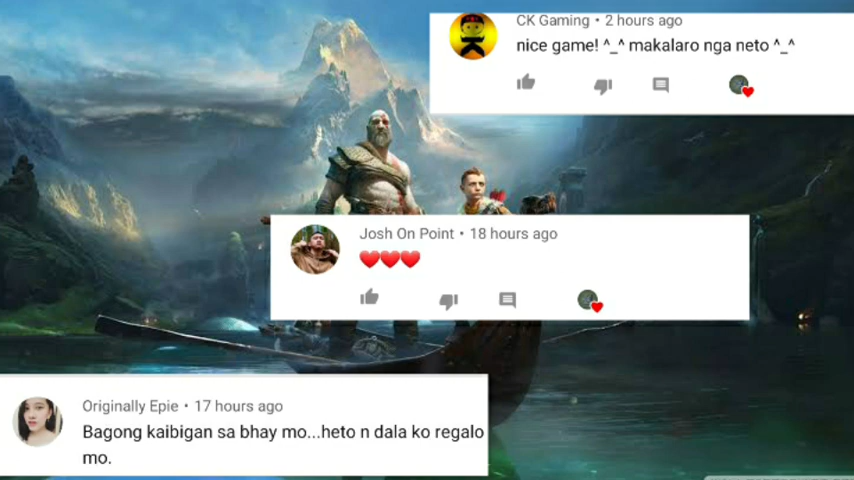 CK Gaming • 2 hours ago
nice game! ^_^ makalaro nga neto ^_^
Josh On Point • 18 hours ago
❤️❤️❤️
Originally Epie • 17 hours ago
Bagong kaibigan sa bhay mo...heto n dala ko regalo
mo.